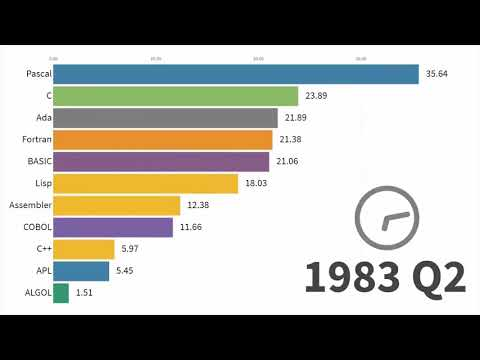 Pascal 35.64
C 23.89
Ada 21.89
Fortran 21.38
BASIC 21.06
Lisp 18.03
Assembler 12.38
COBOL 11.66
C++ 5.97
APL 5.45
ALGOL 1.51
1983 Q2